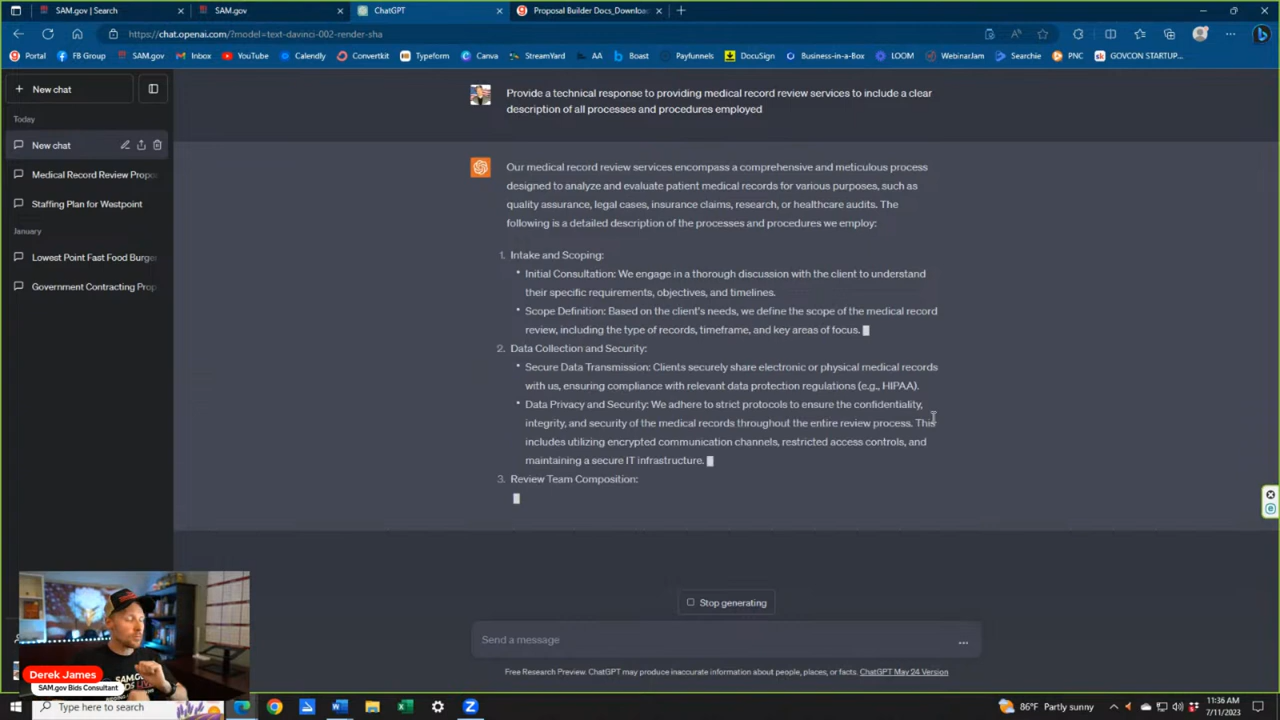 SAM.gov | Search
SAM.gov
ChatGPT
Proposal Builder Docs_Download
https://chat.openai.com/?model=text-davinci-002-render-sha
Portal
FB Group
SAM.gov
Inbox
YouTube
Calendly
Convertkit
Typeform
Canva
StreamYard
AA
Boast
Payfunnels
DocuSign
Business-in-a-Box
LOOM
WebinarJam
Searchie
PNC
GOVCON STARTUP...
New chat
Today
New chat
Medical Record Review Propo
Staffing Plan for Westpoint
January
Lowest Point Fast Food Burge
Government Contracting Prop
Provide a technical response to providing medical record review services to include a clear
description of all processes and procedures employed
Our medical record review services encompass a comprehensive and meticulous process
designed to analyze and evaluate patient medical records for various purposes, such as
quality assurance, legal cases, insurance claims, research, or healthcare audits. The
following is a detailed description of the processes and procedures we employ:
1. Intake and Scoping:
• Initial Consultation: We engage in a thorough discussion with the client to understand
their specific requirements, objectives, and timelines.
• Scope Definition: Based on the client's needs, we define the scope of the medical record
review, including the type of records, timeframe, and key areas of focus.
2. Data Collection and Security:
• Secure Data Transmission: Clients securely share electronic or physical medical records
with us, ensuring compliance with relevant data protection regulations (e.g., HIPAA).
• Data Privacy and Security: We adhere to strict protocols to ensure the confidentiality,
integrity, and security of the medical records throughout the entire review process. This
includes utilizing encrypted communication channels, restricted access controls, and
maintaining a secure IT infrastructure.
3. Review Team Composition:
Stop generating
Send a message
Free Research Preview. ChatGPT may produce inaccurate information about people, places, or facts. ChatGPT May 24 Version
Derek James
SAM.gov Bids Consultant
Type here to search
86°F Partly sunny
11:36 AM
7/11/2023